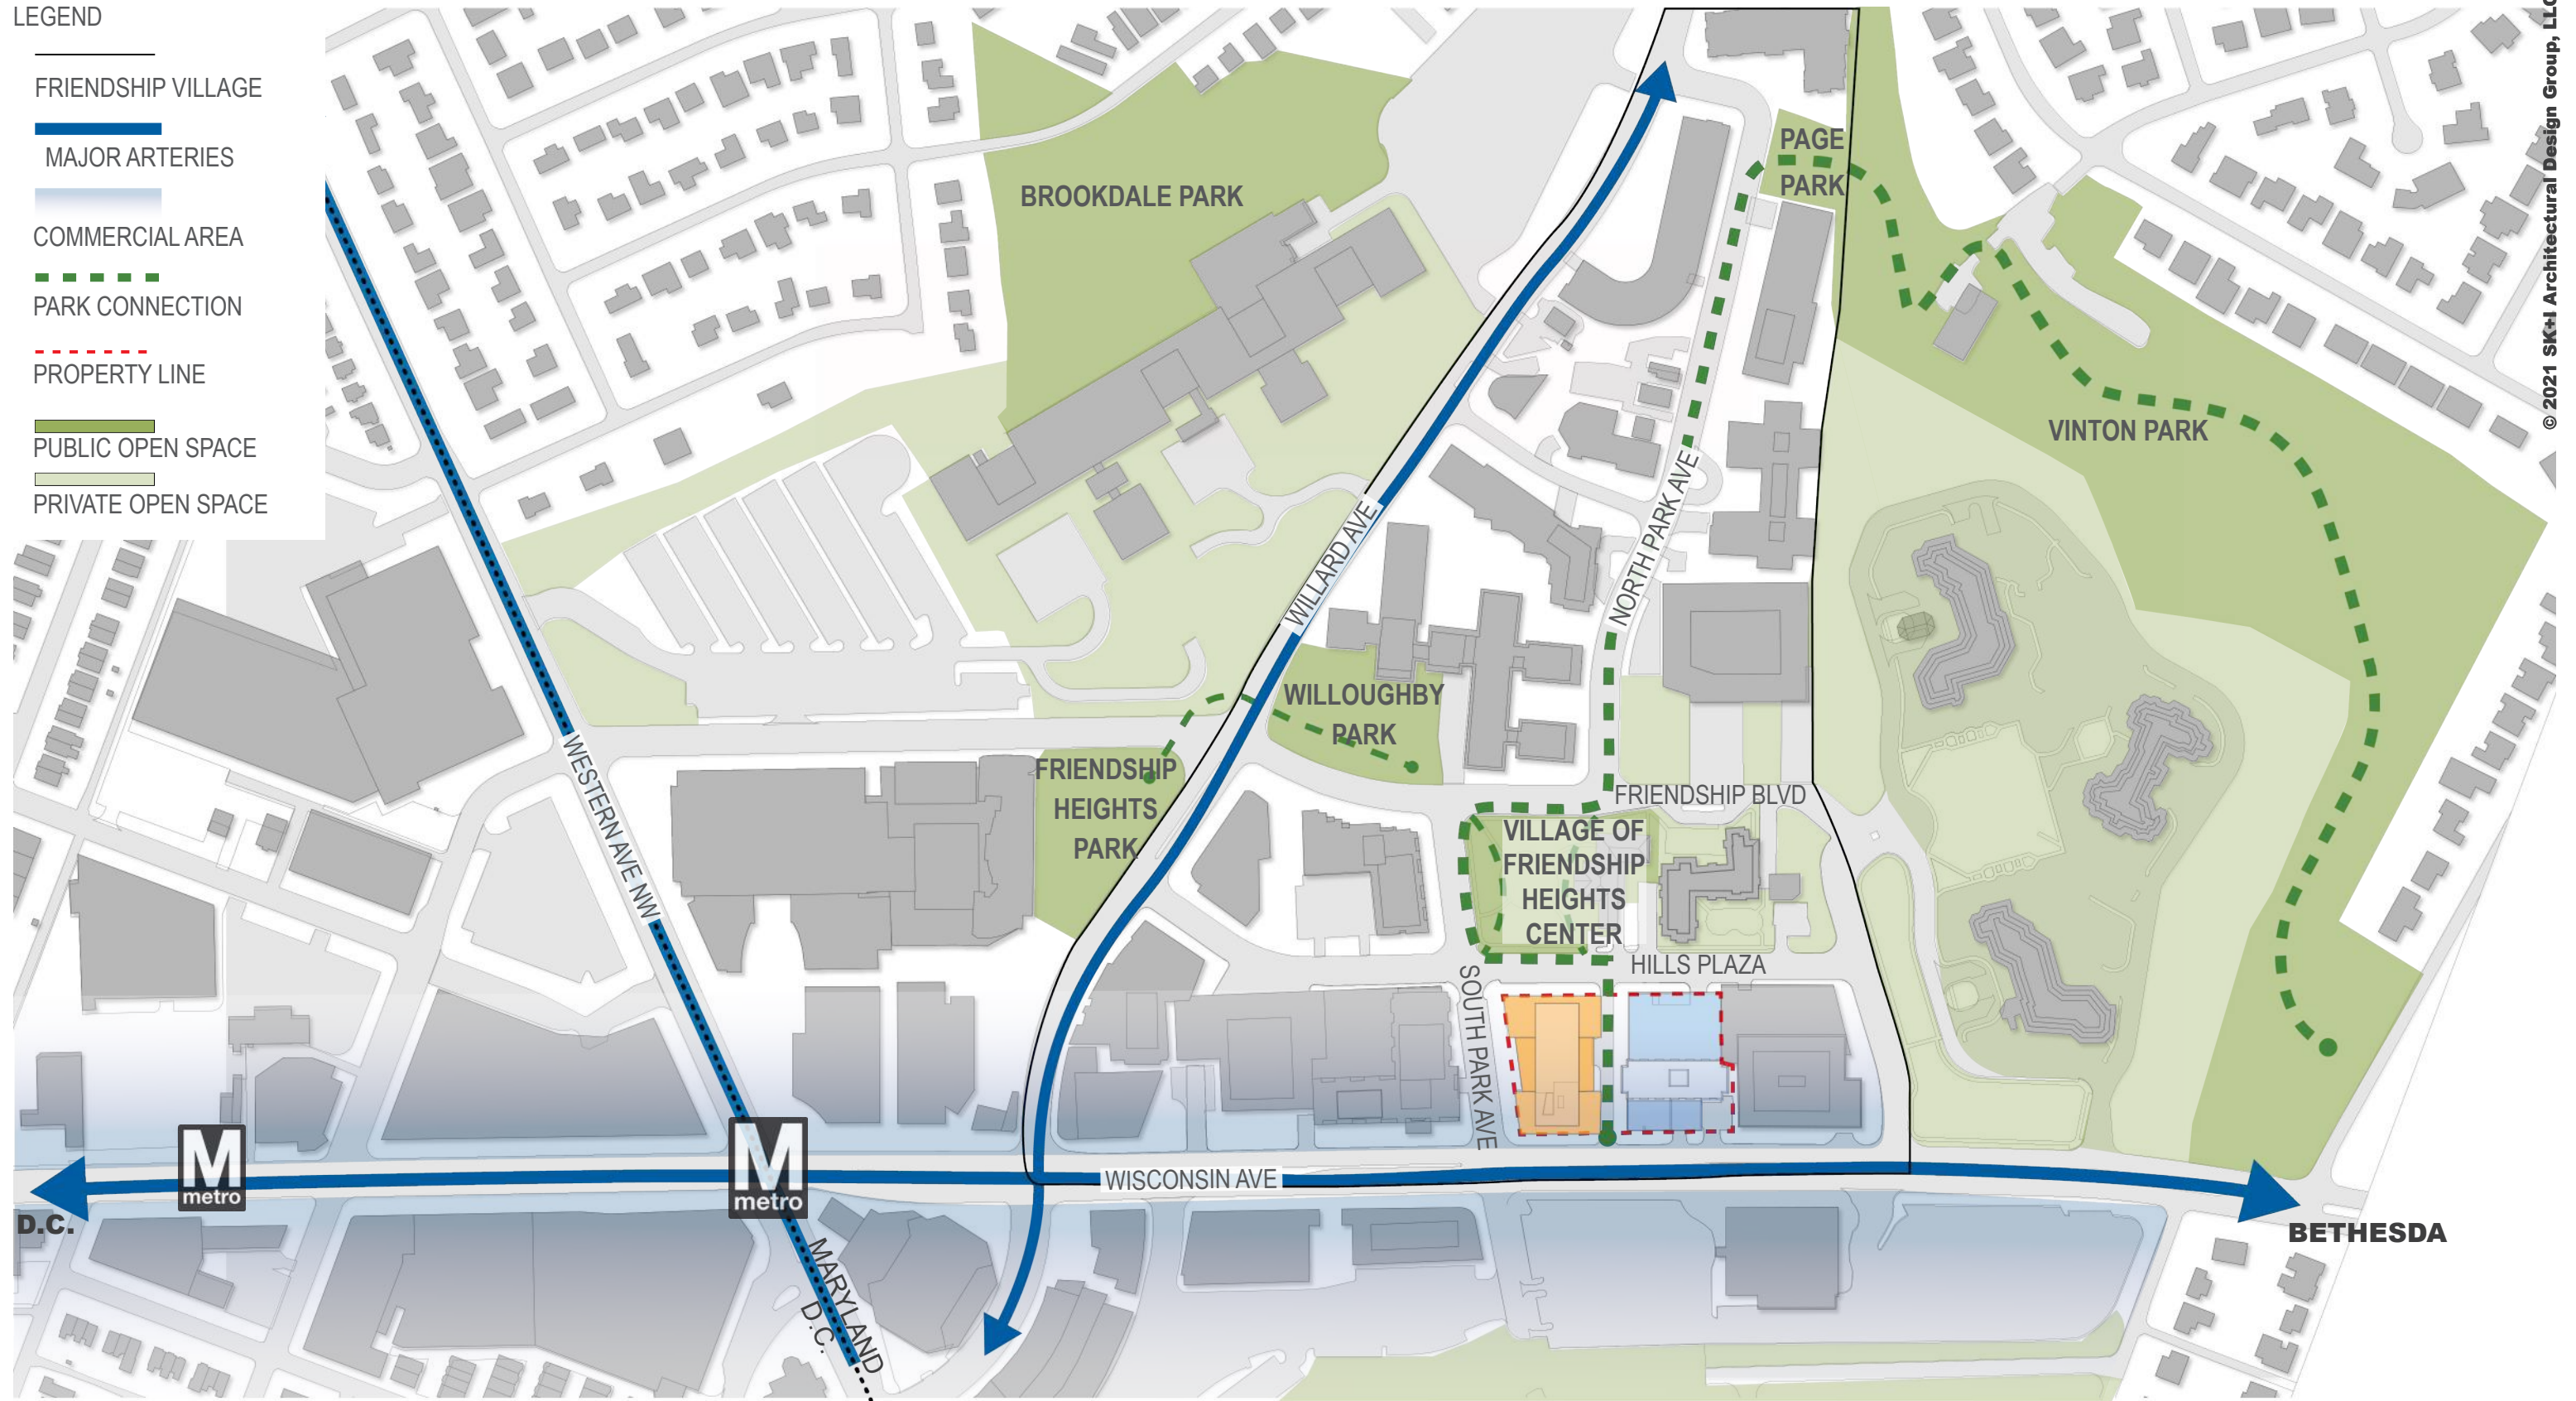 LEGEND
FRIENDSHIP VILLAGE
MAJOR ARTERIES
COMMERCIAL AREA
PARK CONNECTION
PROPERTY LINE
PUBLIC OPEN SPACE
PRIVATE OPEN SPACE
© 2021 SK+I Architectural Design Group, LLC
BROOKDALE PARK
PAGE
PARK
VINTON PARK
WILLARD AVE
NORTH PARK AVE
WILLOUGHBY
PARK
FRIENDSHIP
HEIGHTS
PARK
WESTERN AVE NW
FRIENDSHIP BLVD
VILLAGE OF
FRIENDSHIP
HEIGHTS
CENTER
HILLS PLAZA
SOUTH PARK AVE
M
metro
M
metro
WISCONSIN AVE
D.C.
BETHESDA
MARYLAND
D.C.